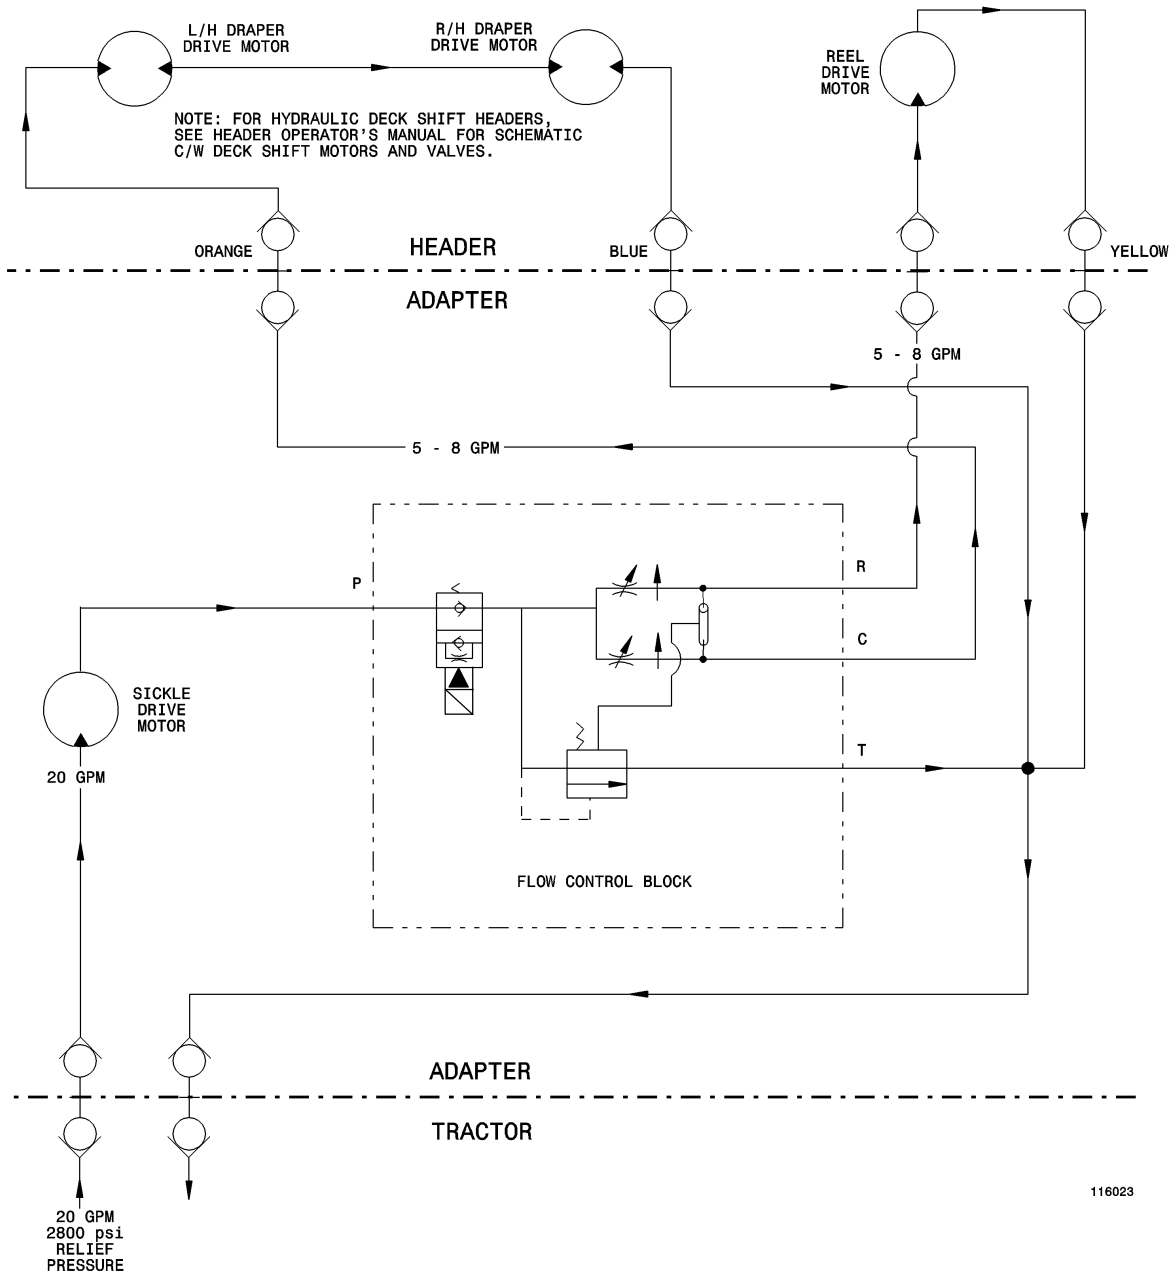 L/H DRAPER
DRIVE MOTOR
R/H DRAPER
DRIVE MOTOR
REEL
DRIVE
MOTOR
NOTE: FOR HYDRAULIC DECK SHIFT HEADERS,
SEE HEADER OPERATOR'S MANUAL FOR SCHEMATIC
C/W DECK SHIFT MOTORS AND VALVES.
ORANGE
HEADER
BLUE
YELLOW
ADAPTER
5 - 8 GPM
5 - 8 GPM
P
R
C
SICKLE
DRIVE
MOTOR
T
20 GPM
FLOW CONTROL BLOCK
ADAPTER
TRACTOR
116023
20 GPM
2800 psi
RELIEF
PRESSURE